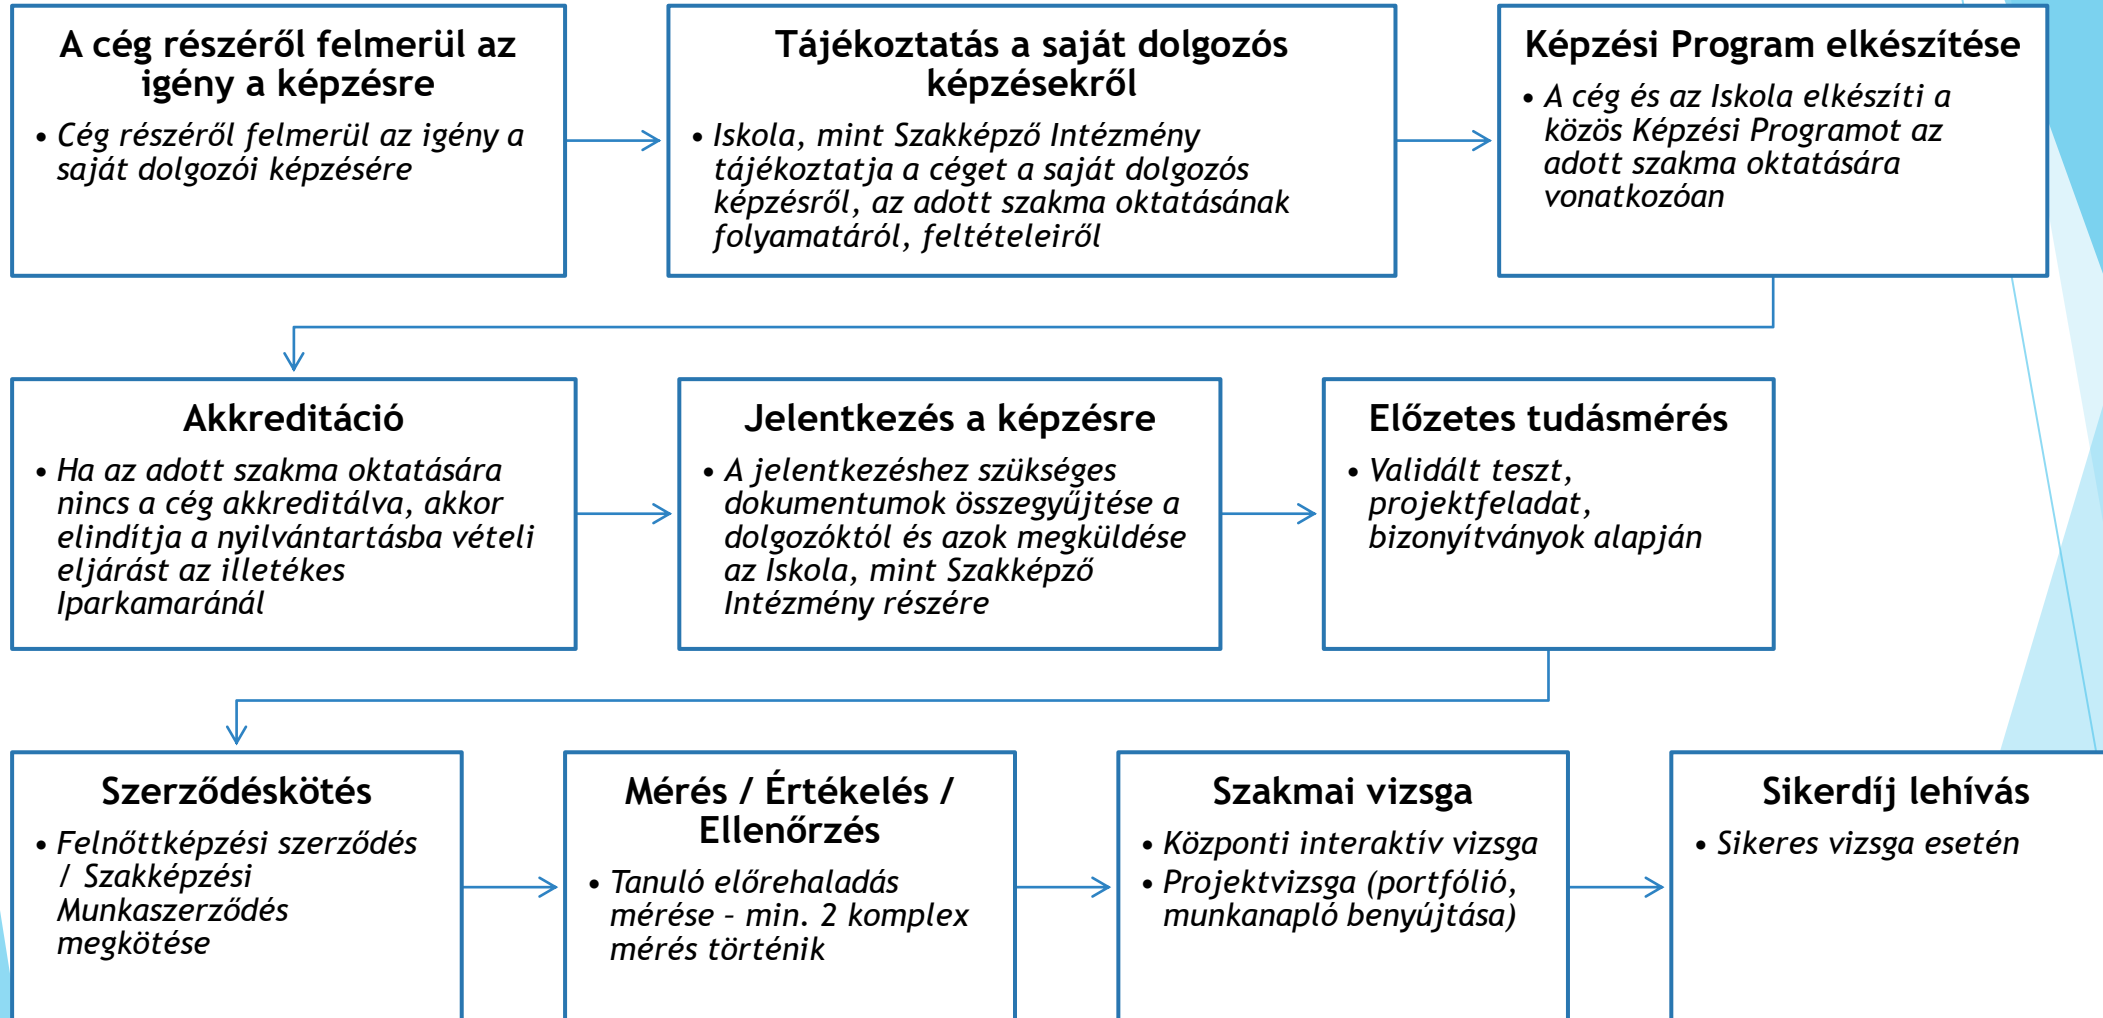 A cég részéről felmerül az
igény a képzésre
• Cég részéről felmerül az igény a
saját dolgozói képzésére
Tájékoztatás a saját dolgozós
képzésekről
• Iskola, mint Szakképző Intézmény
tájékoztatja a céget a saját dolgozós
képzésről, az adott szakma oktatásának
folyamatáról, feltételeiről
Képzési Program elkészítése
• A cég és az Iskola elkészíti a
közös Képzési Programot az
adott szakma oktatására
vonatkozóan
Akkreditáció
• Ha az adott szakma oktatására
nincs a cég akkreditálva, akkor
elindítja a nyilvántartásba vételi
eljárást az illetékes
Iparkamaránál
Jelentkezés a képzésre
• A jelentkezéshez szükséges
dokumentumok összegyűjtése a
dolgozóktól és azok megküldése
az Iskola, mint Szakképző
Intézmény részére
Előzetes tudásmérés
• Validált teszt,
projektfeladat,
bizonyítványok alapján
Szerződéskötés
• Felnőttképzési szerződés
/ Szakképzési
Munkaszerződés
megkötése
Mérés / Értékelés /
Ellenőrzés
• Tanuló előrehaladás
mérése – min. 2 komplex
mérés történik
Szakmai vizsga
• Központi interaktív vizsga
• Projektvizsga (portfólió,
munkanapló benyújtása)
Sikerdíj lehívás
• Sikeres vizsga esetén